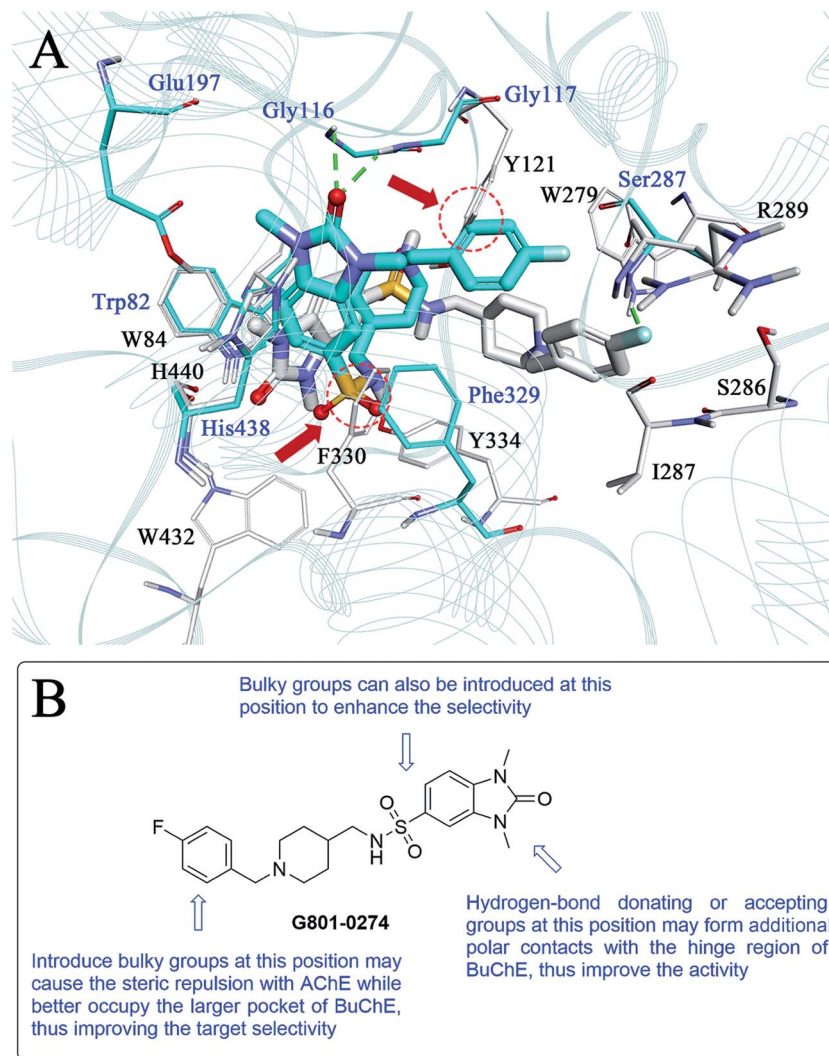 A
Glu197
Gly116
Gly117
Y121
W279
Ser287
R289
Trp82
W84
H440
His438
Phe329
F330
Y334
S286
I287
W432
B
Bulky groups can also be introduced at this
position to enhance the selectivity
F
N
N
H
S
O
O
N
N
O
G801-0274
Hydrogen-bond donating or accepting
groups at this position may form additional
polar contacts with the hinge region of
BuChE, thus improve the activity
Introduce bulky groups at this position may
cause the steric repulsion with AChE while
better occupy the larger pocket of BuChE,
thus improving the target selectivity